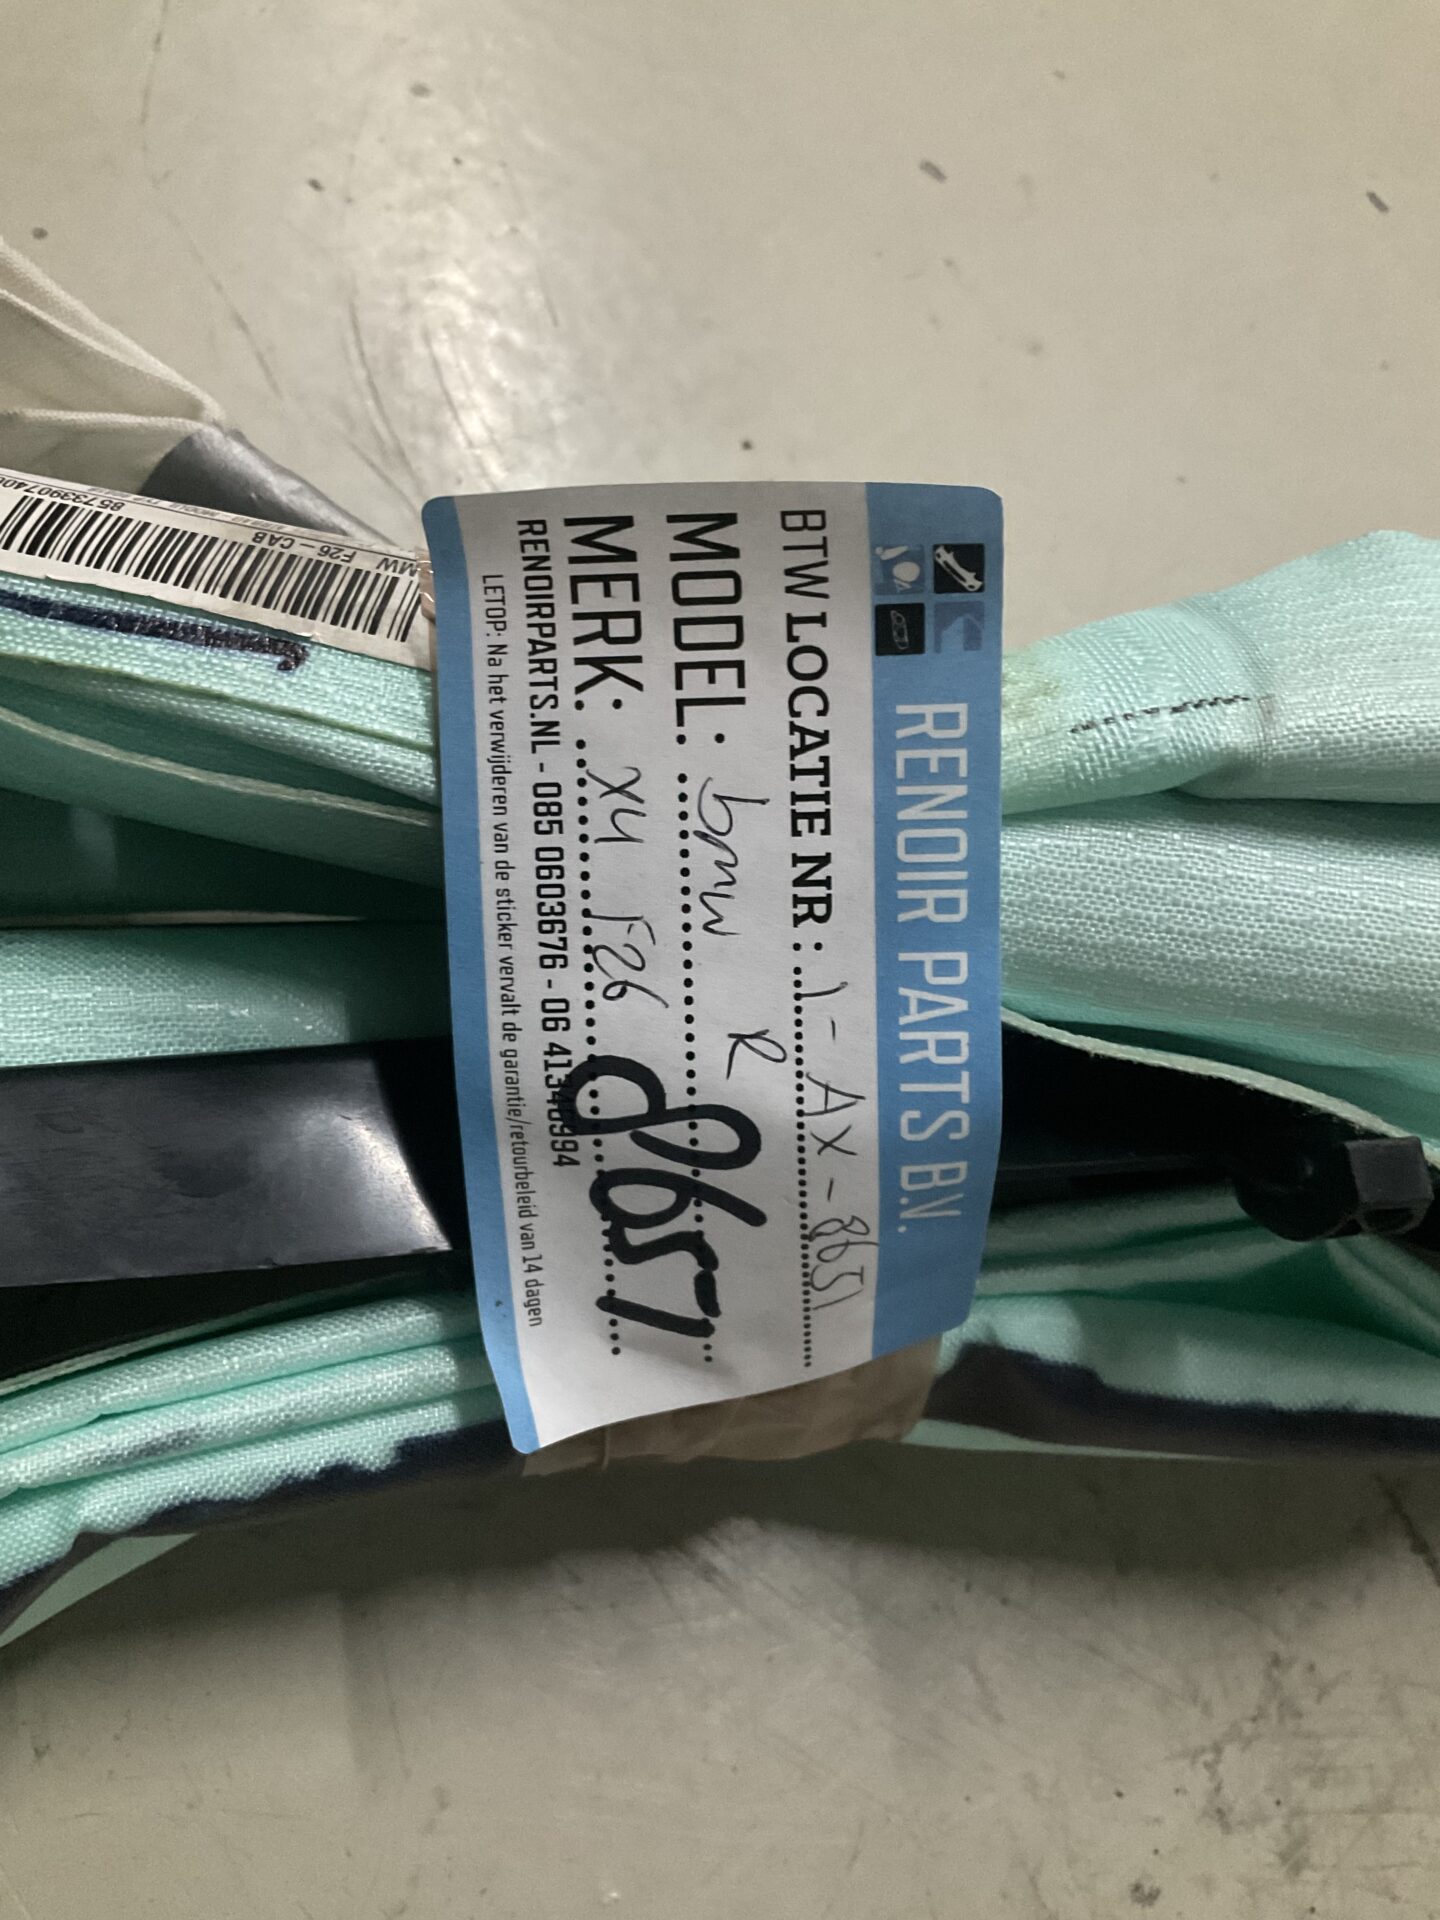 RENOIR PARTS B.V.
BTW LOCATIE NR: 1-AX-8651
MODEL: bmw R
MERK: x4 F26
8651
RENOIRPARTS.NL - 085 0603676 - 06 41340994
LETOP: Na het verwijderen van de sticker vervalt de garantie/retourbeleid van 14 dagen
F26 - CAB